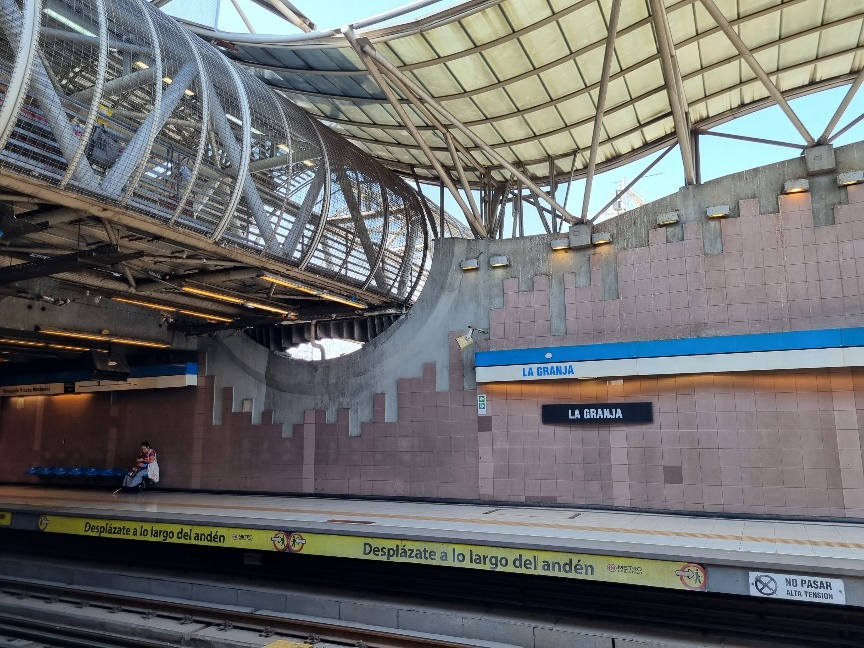 LA GRANJA
LA GRANJA
Desplázate a lo largo del andén
METRO
Desplázate a lo largo del andén
METRO
NO PASAR
ALTA TENSION